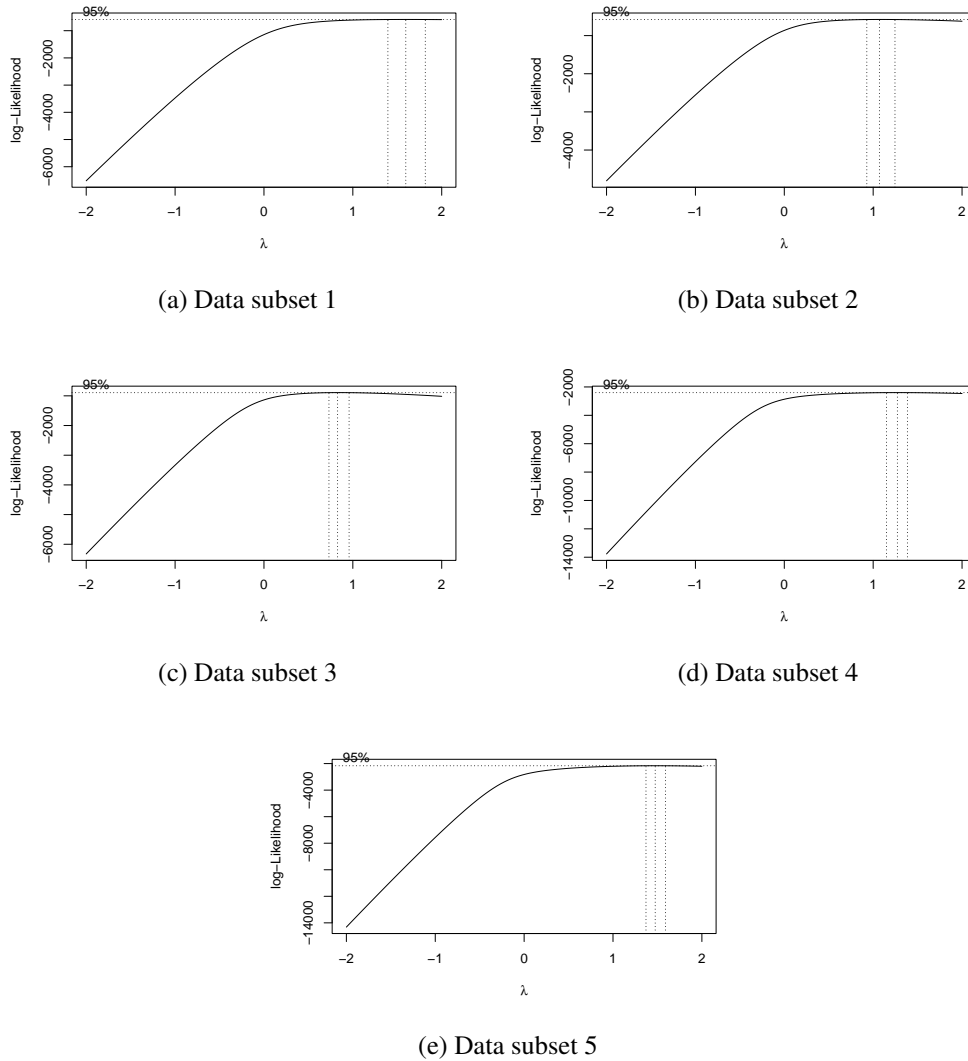 95%
log−Likelihood
−2000
−4000
−6000
−2 −1 0 1 2
λ
(a) Data subset 1
95%
log−Likelihood
−2000
−4000
−2 −1 0 1 2
λ
(b) Data subset 2
95%
log−Likelihood
−2000
−4000
−6000
−2 −1 0 1 2
λ
(c) Data subset 3
95%
log−Likelihood
−2000
−6000
−10000
−14000
−2 −1 0 1 2
λ
(d) Data subset 4
95%
log−Likelihood
−4000
−8000
−14000
−2 −1 0 1 2
λ
(e) Data subset 5